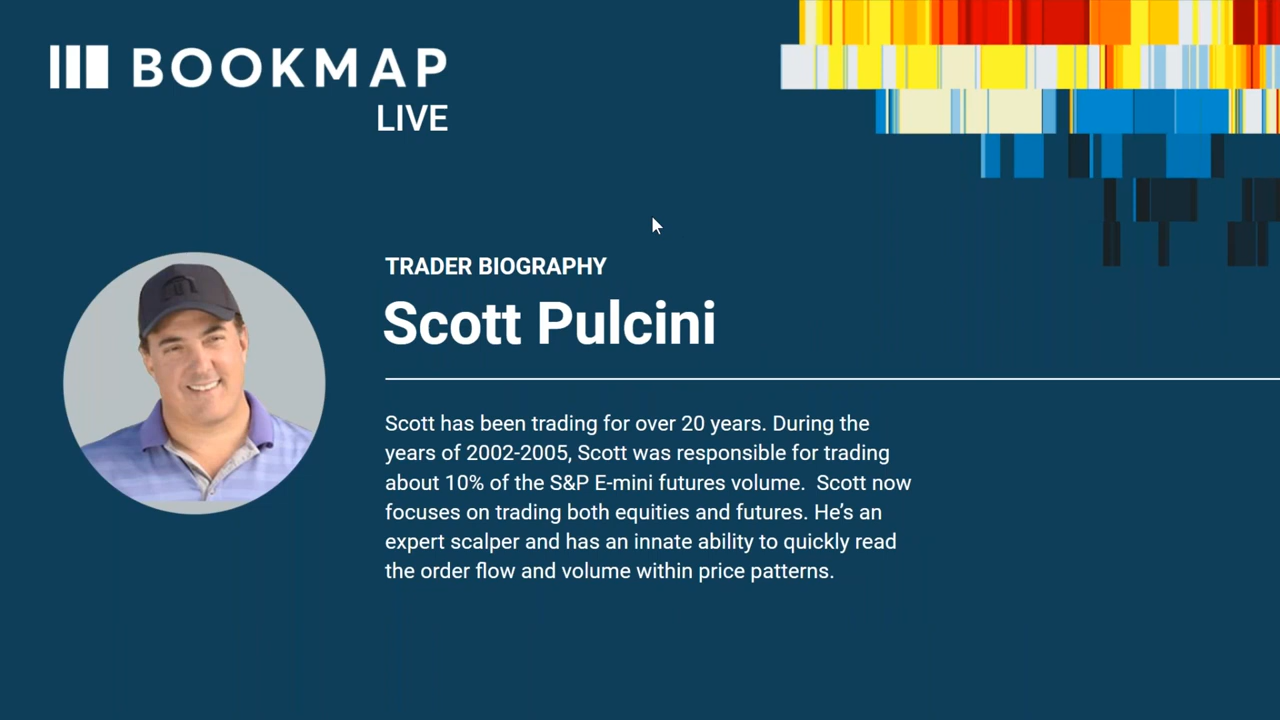 BOOKMAP
LIVE
TRADER BIOGRAPHY
Scott Pulcini
Scott has been trading for over 20 years. During the
years of 2002-2005, Scott was responsible for trading
about 10% of the S&P E-mini futures volume.  Scott now
focuses on trading both equities and futures. He’s an
expert scalper and has an innate ability to quickly read
the order flow and volume within price patterns.